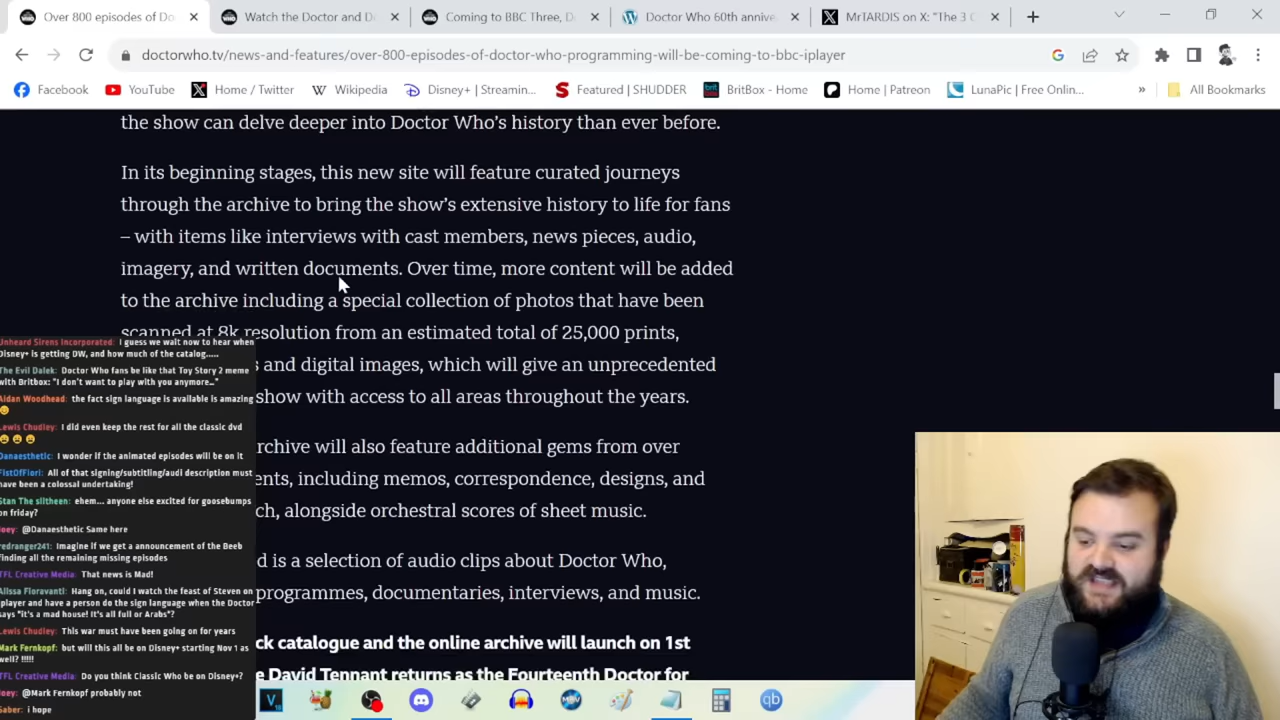 Over 800 episodes of Do
Watch the Doctor and D
Coming to BBC Three, D
Doctor Who 60th annive
MrTARDIS on X: "The 3 C
doctorwho.tv/news-and-features/over-800-episodes-of-doctor-who-programming-will-be-coming-to-bbc-iplayer
Facebook
YouTube
Home / Twitter
Wikipedia
Disney+ | Streamin...
Featured | SHUDDER
BritBox - Home
Home | Patreon
LunaPic | Free Onlin...
»
All Bookmarks
the show can delve deeper into Doctor Who's history than ever before.
In its beginning stages, this new site will feature curated journeys
through the archive to bring the show's extensive history to life for fans
– with items like interviews with cast members, news pieces, audio,
imagery, and written documents. Over time, more content will be added
to the archive including a special collection of photos that have been
scanned at 8k resolution from an estimated total of 25,000 prints,
s and digital images, which will give an unprecedented
show with access to all areas throughout the years.
rchive will also feature additional gems from over
ents, including memos, correspondence, designs, and
ch, alongside orchestral scores of sheet music.
d is a selection of audio clips about Doctor Who,
programmes, documentaries, interviews, and music.
ck catalogue and the online archive will launch on 1st
e David Tennant returns as the Fourteenth Doctor for
Unheard Sirens Incorporated: I guess we wait now to hear when
Disney+ is getting DW, and how much of the catalog.....
The Evil Dalek: Doctor Who fans be like that Toy Story 2 meme
with Britbox: "I don't want to play with you anymore..."
Aidan Woodhead: the fact sign language is available is amazing
Lewis Chudley: I did even keep the rest for all the classic dvd
Danaesthetic: I wonder if the animated episodes will be on it
FistOfFiori: All of that signing/subtitling/audi description must
have been a colossal undertaking!
Stan The slitheen: ehem... anyone else excited for goosebumps
on friday?
Joey: @Danaesthetic Same here
redranger241: Imagine if we get a announcement of the Beeb
finding all the remaining missing episodes
TFL Creative Media: That news is Mad!
Alissa Fioravanti: Hang on, could I watch the feast of Steven on
iplayer and have a person do the sign language when the Doctor
says "it's a mad house! It's all full or Arabs"?
Lewis Chudley: This war must have been going on for years
Mark Fernkopf: but will this all be on Disney+ starting Nov 1 as
well? !!!!!
TFL Creative Media: Do you think Classic Who be on Disney+?
Joey: @Mark Fernkopf probably not
Saber: i hope